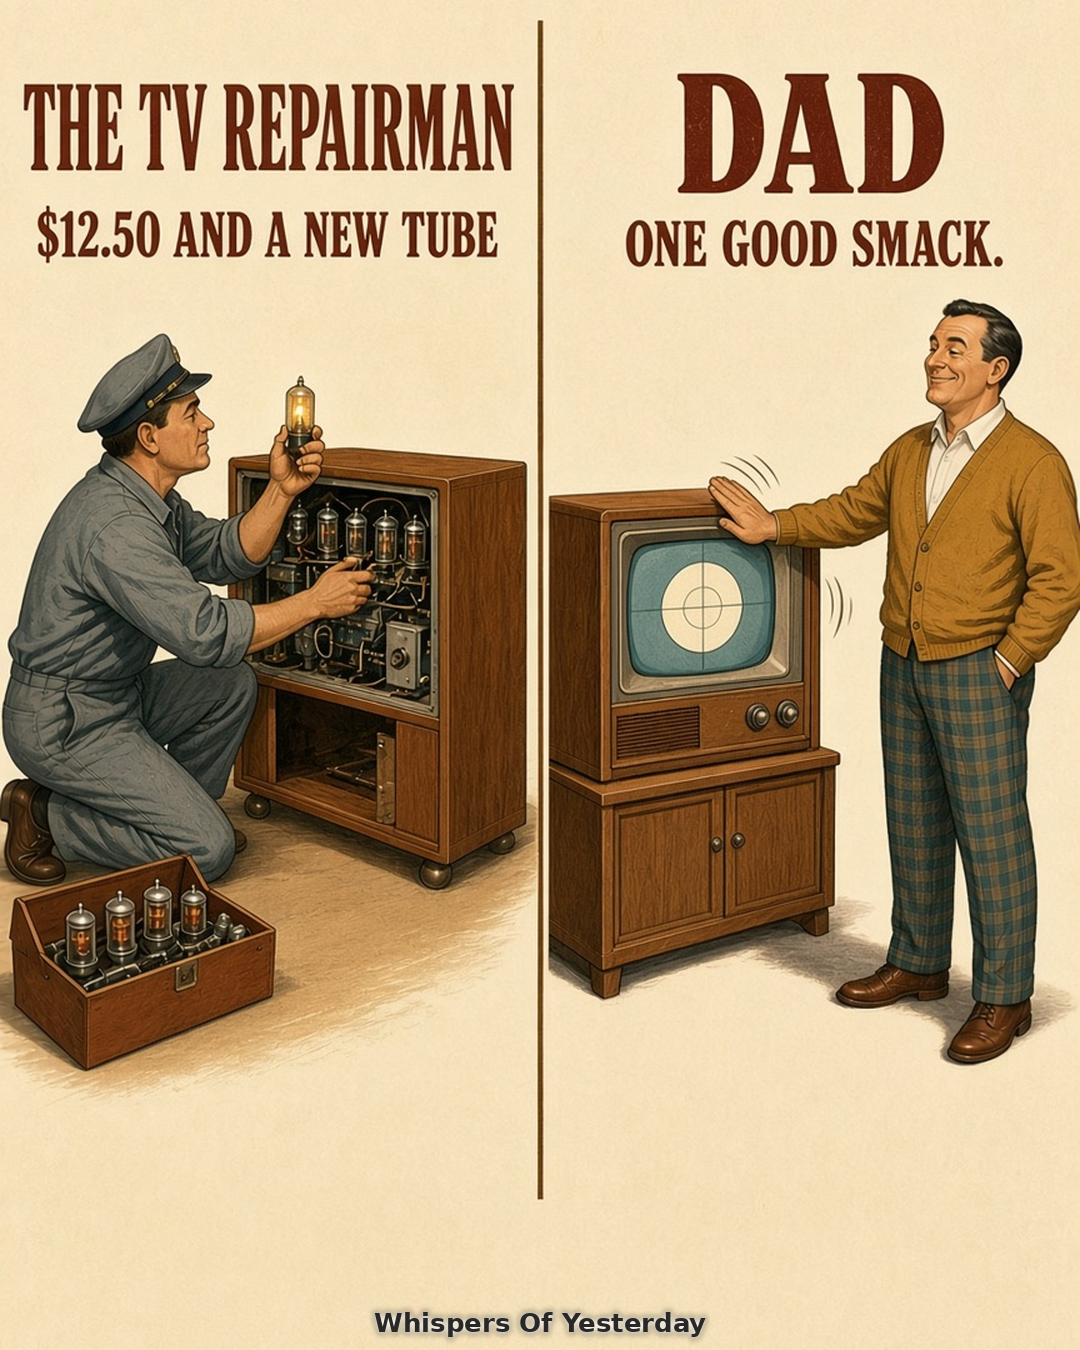 THE TV REPAIRMAN
$12.50 AND A NEW TUBE
DAD
ONE GOOD SMACK.
Whispers Of Yesterday